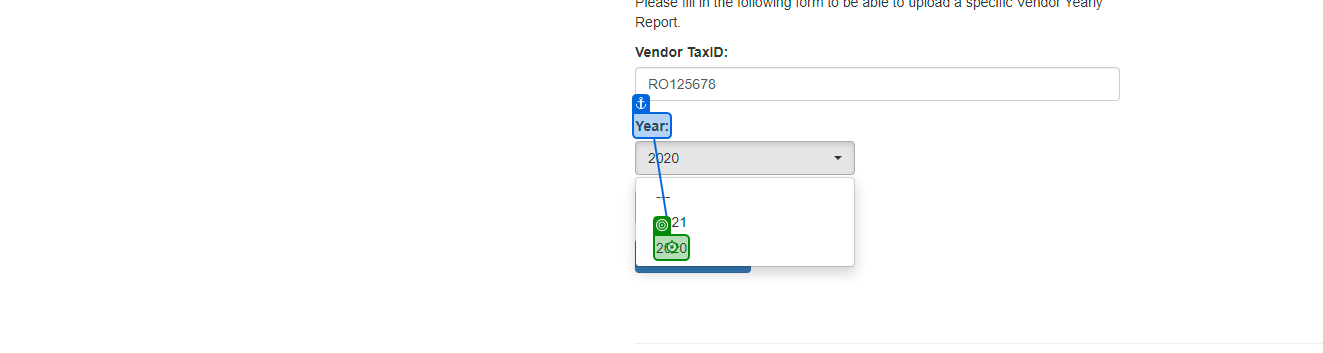 Please fill in the following form to be able to upload a specific Vendor Yearly
Report.
Vendor TaxID:
RO125678
Year:
2020
---
21
2020